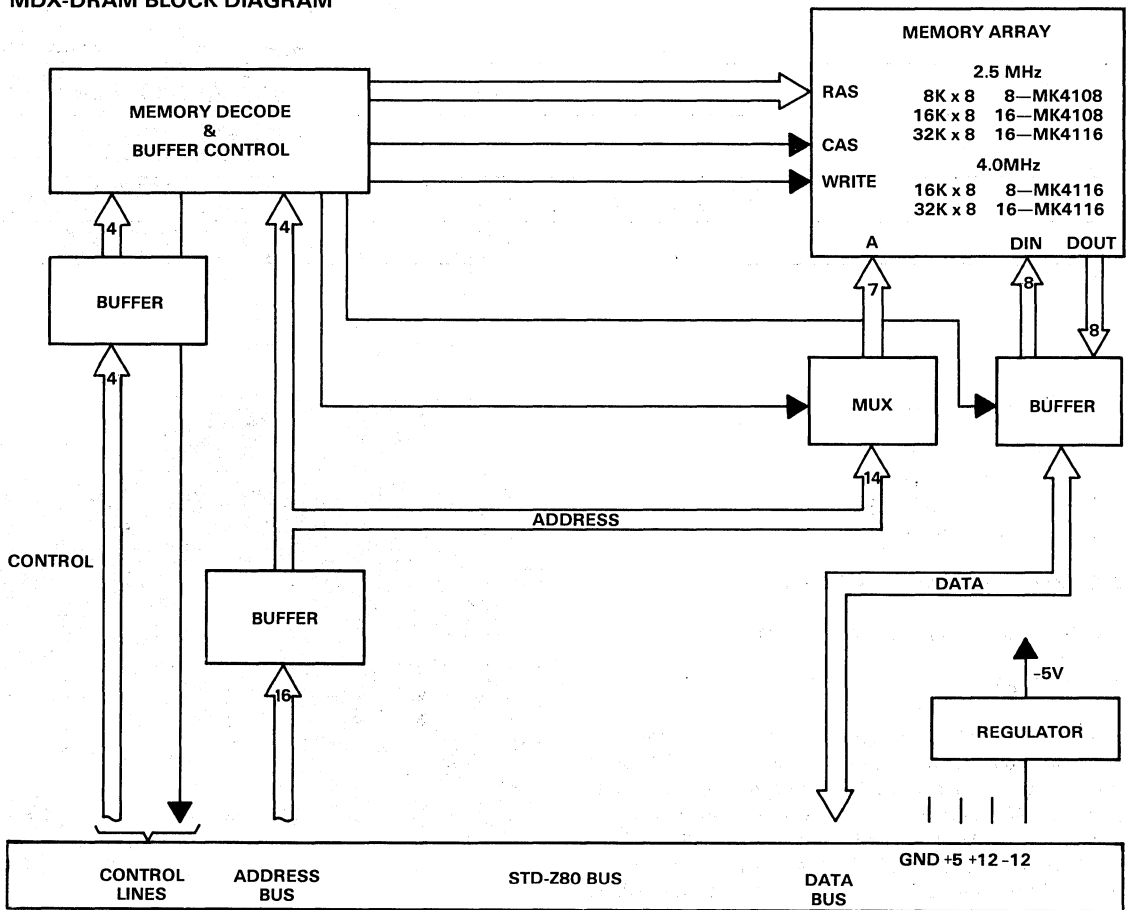 MDX-DRAM BLOCK DIAGRAM
MEMORY DECODE
&
BUFFER CONTROL
MEMORY ARRAY
2.5 MHz
8K x 8 8—MK4108
16K x 8 16—MK4108
32K x 8 16—MK4116
4.0MHz
16K x 8 8—MK4116
32K x 8 16—MK4116
RAS
CAS
WRITE
A
DIN
DOUT
4
4
7
8
8
BUFFER
4
MUX
BUFFER
14
ADDRESS
CONTROL
BUFFER
16
DATA
–5V
REGULATOR
GND +5 +12 –12
CONTROL
LINES
ADDRESS
BUS
STD-Z80 BUS
DATA
BUS